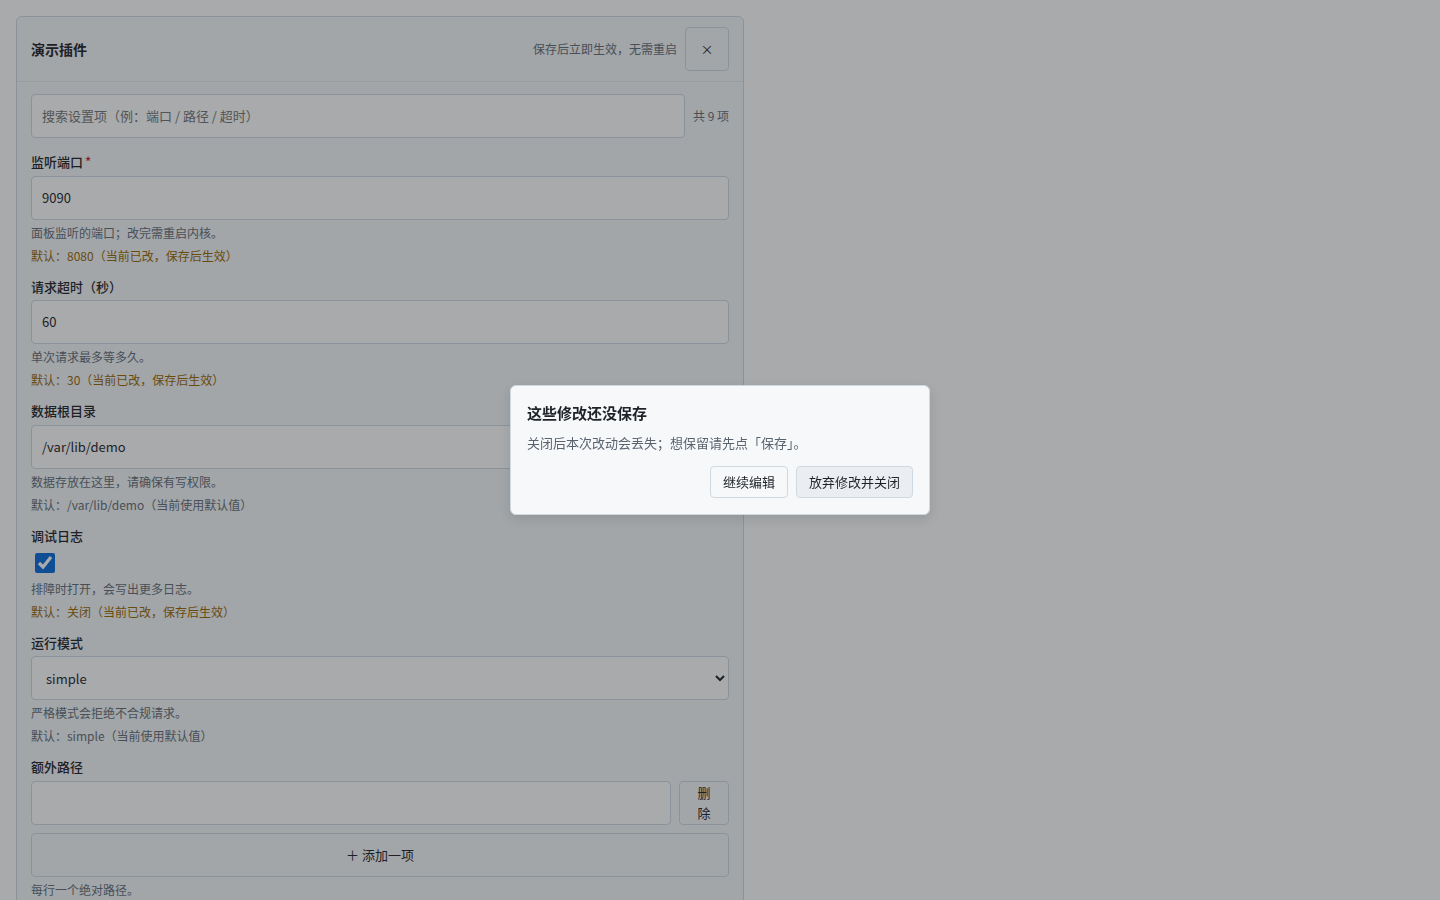 演示插件
保存后立即生效，无需重启
×
搜索设置项（例：端口 / 路径 / 超时）
共 9 项
监听端口 *
9090
面板监听的端口；改完需重启内核。
默认：8080（当前已改，保存后生效）
请求超时（秒）
60
单次请求最多等多久。
默认：30（当前已改，保存后生效）
数据根目录
/var/lib/demo
数据存放在这里，请确保有写权限。
默认：/var/lib/demo（当前使用默认值）
这些修改还没保存
关闭后本次改动会丢失；想保留请先点「保存」。
继续编辑
放弃修改并关闭
调试日志
排障时打开，会写出更多日志。
默认：关闭（当前已改，保存后生效）
运行模式
simple
严格模式会拒绝不合规请求。
默认：simple（当前使用默认值）
额外路径
删
除
＋ 添加一项
每行一个绝对路径。